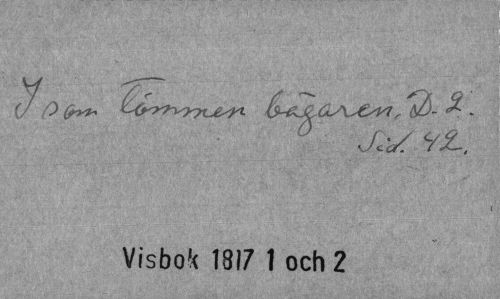 I som tömmen bägaren. D. 2.
Sid. 42.
Visbok 1817 1 och 2